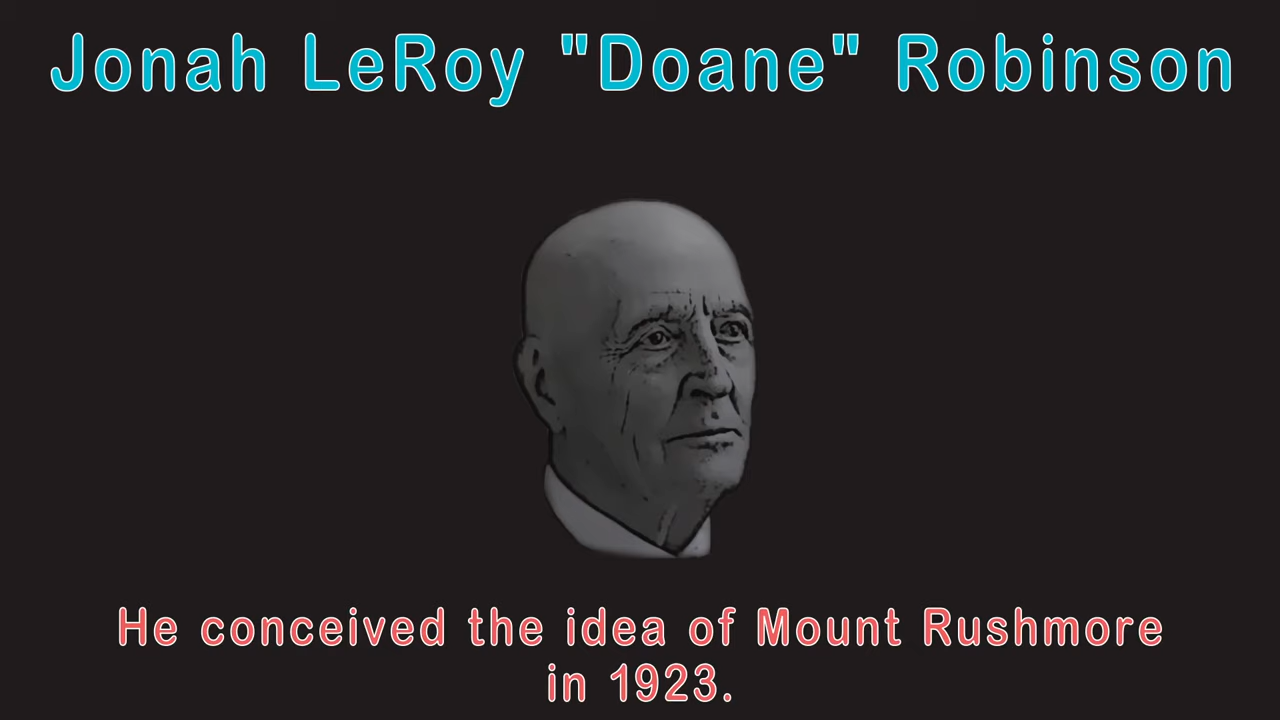 Jonah LeRoy "Doane" Robinson
He conceived the idea of Mount Rushmore
in 1923.